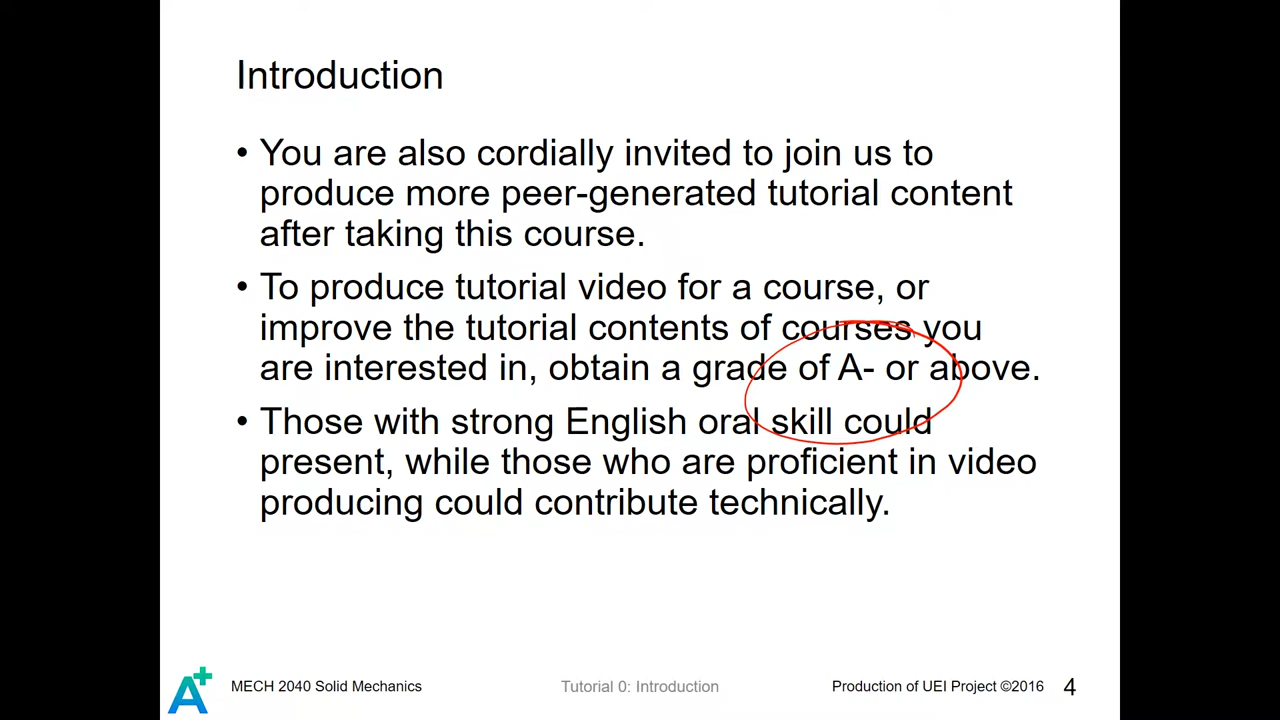 Introduction
• You are also cordially invited to join us to
produce more peer-generated tutorial content
after taking this course.
• To produce tutorial video for a course, or
improve the tutorial contents of courses you
are interested in, obtain a grade of A- or above.
• Those with strong English oral skill could
present, while those who are proficient in video
producing could contribute technically.
A+ MECH 2040 Solid Mechanics Tutorial 0: Introduction Production of UEI Project ©2016 4